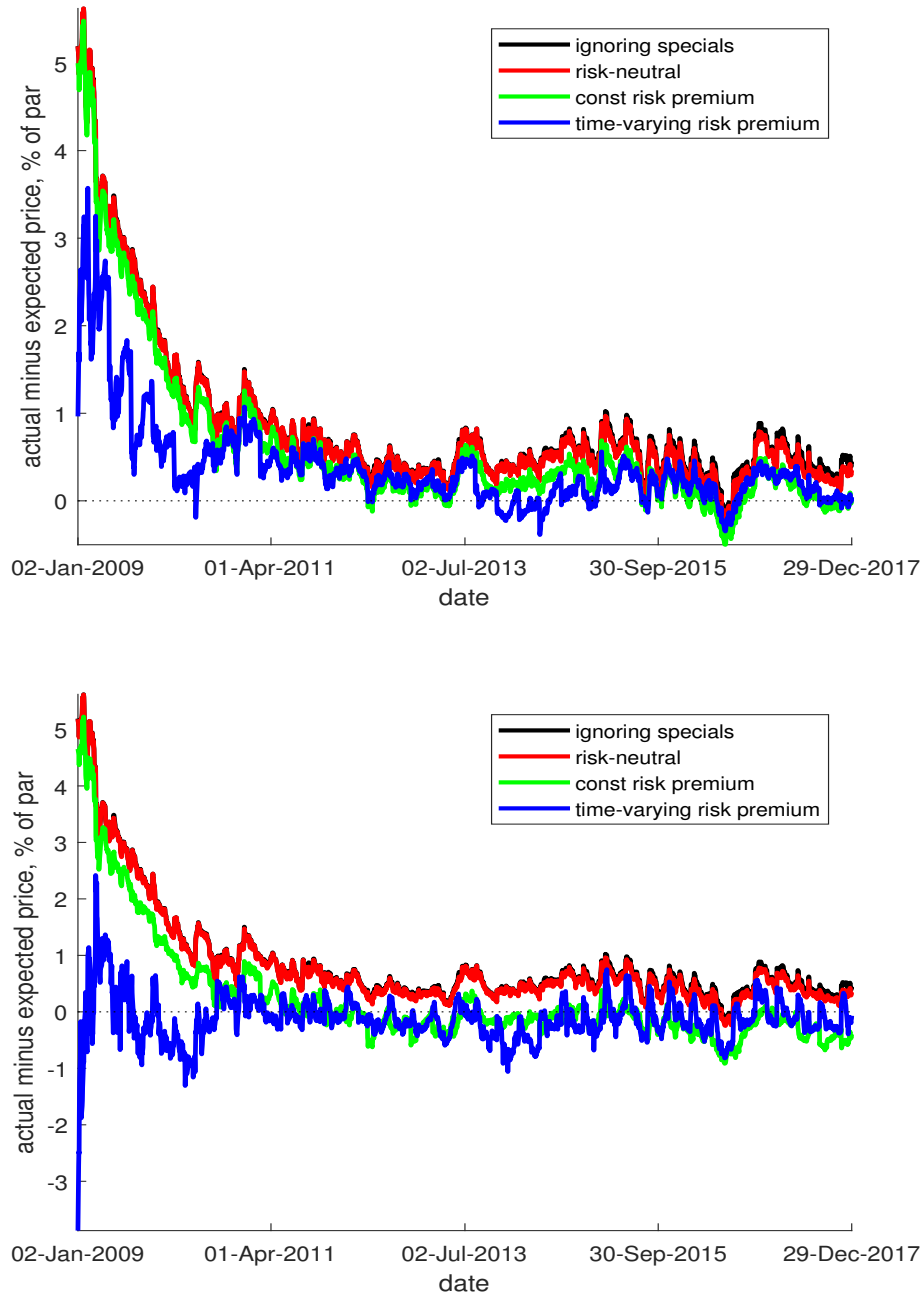 5
4
3
2
1
0
actual minus expected price, % of par
ignoring specials
risk-neutral
const risk premium
time-varying risk premium
02-Jan-2009 01-Apr-2011 02-Jul-2013 30-Sep-2015 29-Dec-2017
date
5
4
3
2
1
0
-1
-2
-3
actual minus expected price, % of par
ignoring specials
risk-neutral
const risk premium
time-varying risk premium
02-Jan-2009 01-Apr-2011 02-Jul-2013 30-Sep-2015 29-Dec-2017
date